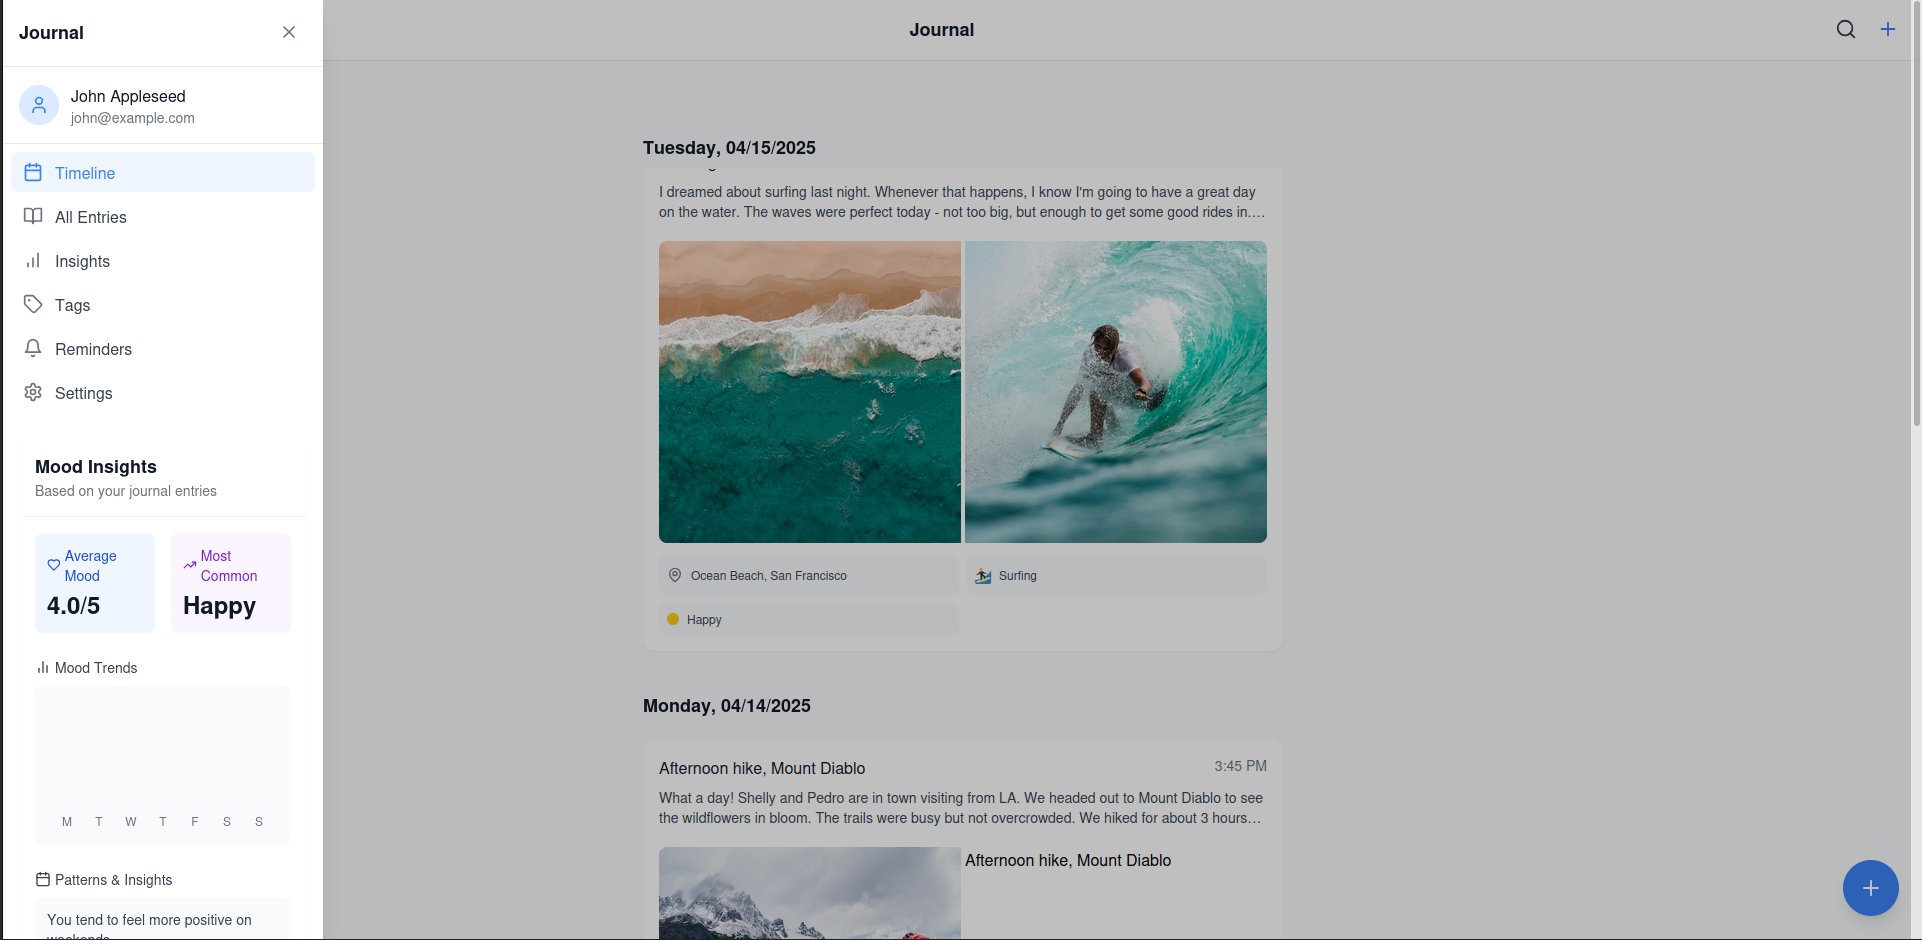 Journal
John Appleseed
john@example.com
Timeline
All Entries
Insights
Tags
Reminders
Settings
Mood Insights
Based on your journal entries
Average
Mood
4.0/5
Most
Common
Happy
Mood Trends
M T W T F S S
Patterns & Insights
You tend to feel more positive on
weekends
Journal
Tuesday, 04/15/2025
I dreamed about surfing last night. Whenever that happens, I know I'm going to have a great day
on the water. The waves were perfect today - not too big, but enough to get some good rides in.…
Ocean Beach, San Francisco
Surfing
Happy
Monday, 04/14/2025
Afternoon hike, Mount Diablo
3:45 PM
What a day! Shelly and Pedro are in town visiting from LA. We headed out to Mount Diablo to see
the wildflowers in bloom. The trails were busy but not overcrowded. We hiked for about 3 hours…
Afternoon hike, Mount Diablo